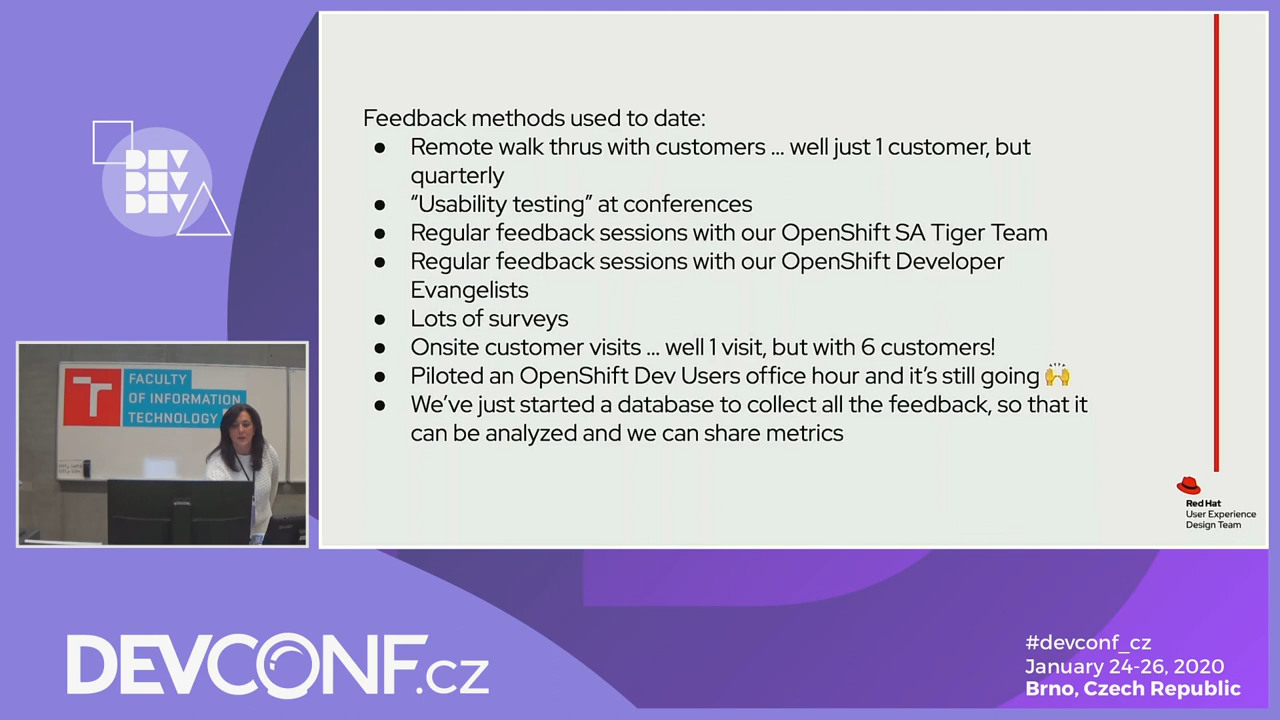 DEV
DEV
DEV
Feedback methods used to date:
● Remote walk thrus with customers ... well just 1 customer, but
quarterly
● “Usability testing” at conferences
● Regular feedback sessions with our OpenShift SA Tiger Team
● Regular feedback sessions with our OpenShift Developer
Evangelists
● Lots of surveys
● Onsite customer visits ... well 1 visit, but with 6 customers!
● Piloted an OpenShift Dev Users office hour and it’s still going 🙌
● We’ve just started a database to collect all the feedback, so that it
can be analyzed and we can share metrics
Red Hat
User Experience
Design Team
FACULTY
OF INFORMATION
TECHNOLOGY
DEVCONF.cz
#devconf_cz
January 24-26, 2020
Brno, Czech Republic